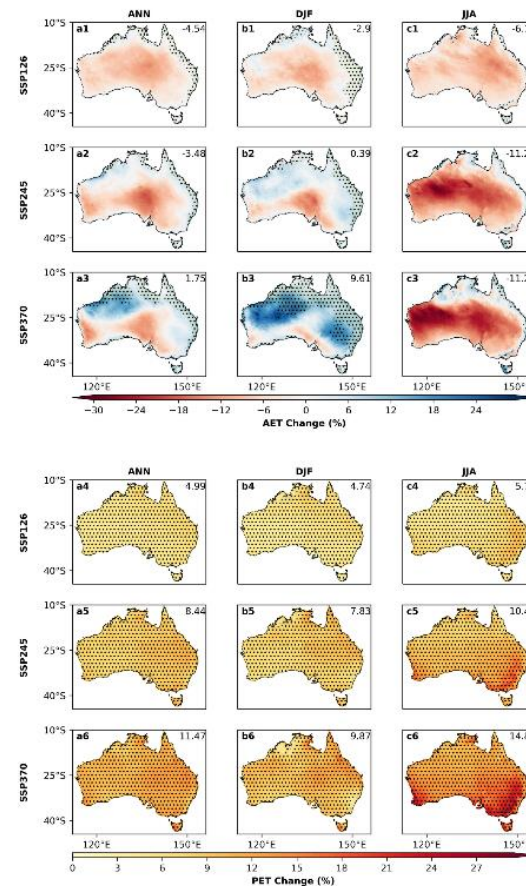 ANN DJF JJA
10°S a1 -4.54 b1 -2.9 c1
SSP126
25°S
40°S
10°S a2 -3.48 b2 0.39 c2
SSP245
25°S
40°S
10°S a3 1.75 b3 9.61 c3
SSP370
25°S
40°S
120°E 150°E 120°E 150°E 120°E
−30 −24 −18 −12 −6 0 6 12 18 24
AET Change (%)
ANN DJF JJA
10°S a4 4.99 b4 4.74 c4
SSP126
25°S
40°S
10°S a5 8.44 b5 7.83 c5
SSP245
25°S
40°S
10°S a6 11.47 b6 9.87 c6
SSP370
25°S
40°S
120°E 150°E 120°E 150°E 120°E
0 3 6 9 12 15 18 21 24 27
PET Change (%)